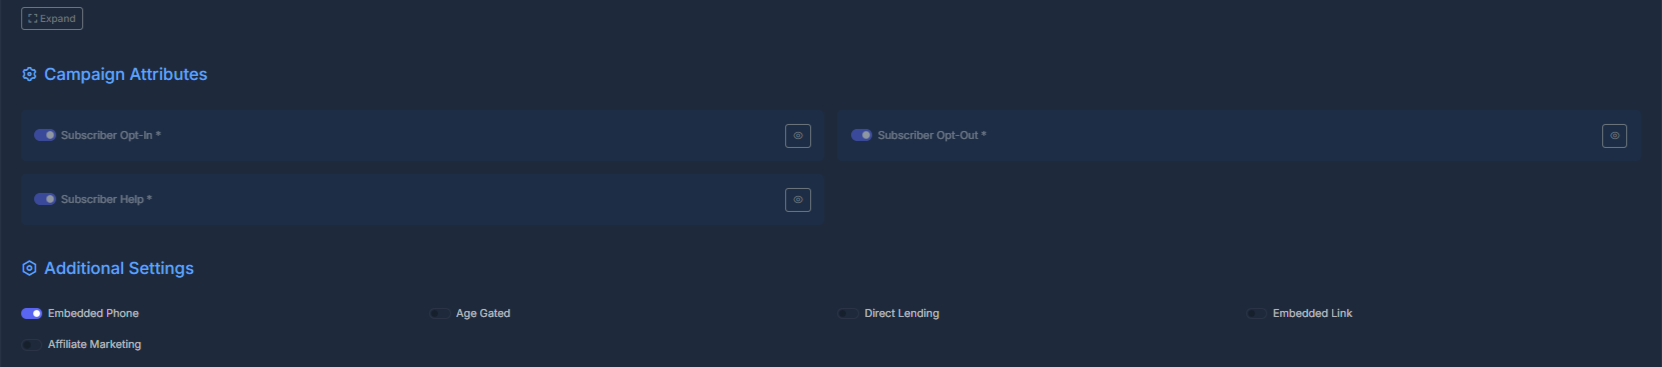 Expand
Campaign Attributes
Subscriber Opt-In *
Subscriber Opt-Out *
Subscriber Help *
Additional Settings
Embedded Phone
Age Gated
Direct Lending
Embedded Link
Affiliate Marketing